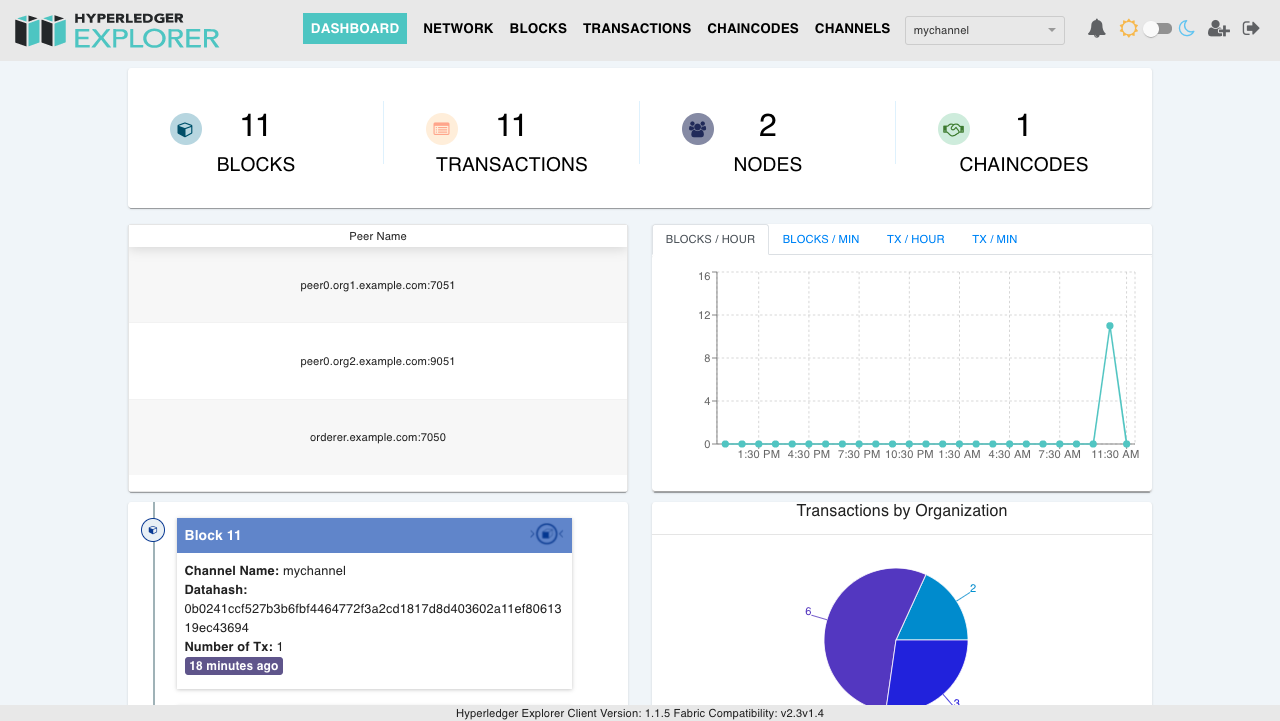 HYPERLEDGER
EXPLORER
DASHBOARD NETWORK BLOCKS TRANSACTIONS CHAINCODES CHANNELS mychannel
11
BLOCKS
11
TRANSACTIONS
2
NODES
1
CHAINCODES
Peer Name
peer0.org1.example.com:7051
peer0.org2.example.com:9051
orderer.example.com:7050
BLOCKS / HOUR BLOCKS / MIN TX / HOUR TX / MIN
16
12
8
4
0
1:30 PM 4:30 PM 7:30 PM 10:30 PM 1:30 AM 4:30 AM 7:30 AM 11:30 AM
Block 11
Channel Name: mychannel
Datahash:
0b0241ccf527b3b6fbf4464772f3a2cd1817d8d403602a11ef80613
19ec43694
Number of Tx: 1
18 minutes ago
Transactions by Organization
2
6
3
Hyperledger Explorer Client Version: 1.1.5 Fabric Compatibility: v2.3v1.4